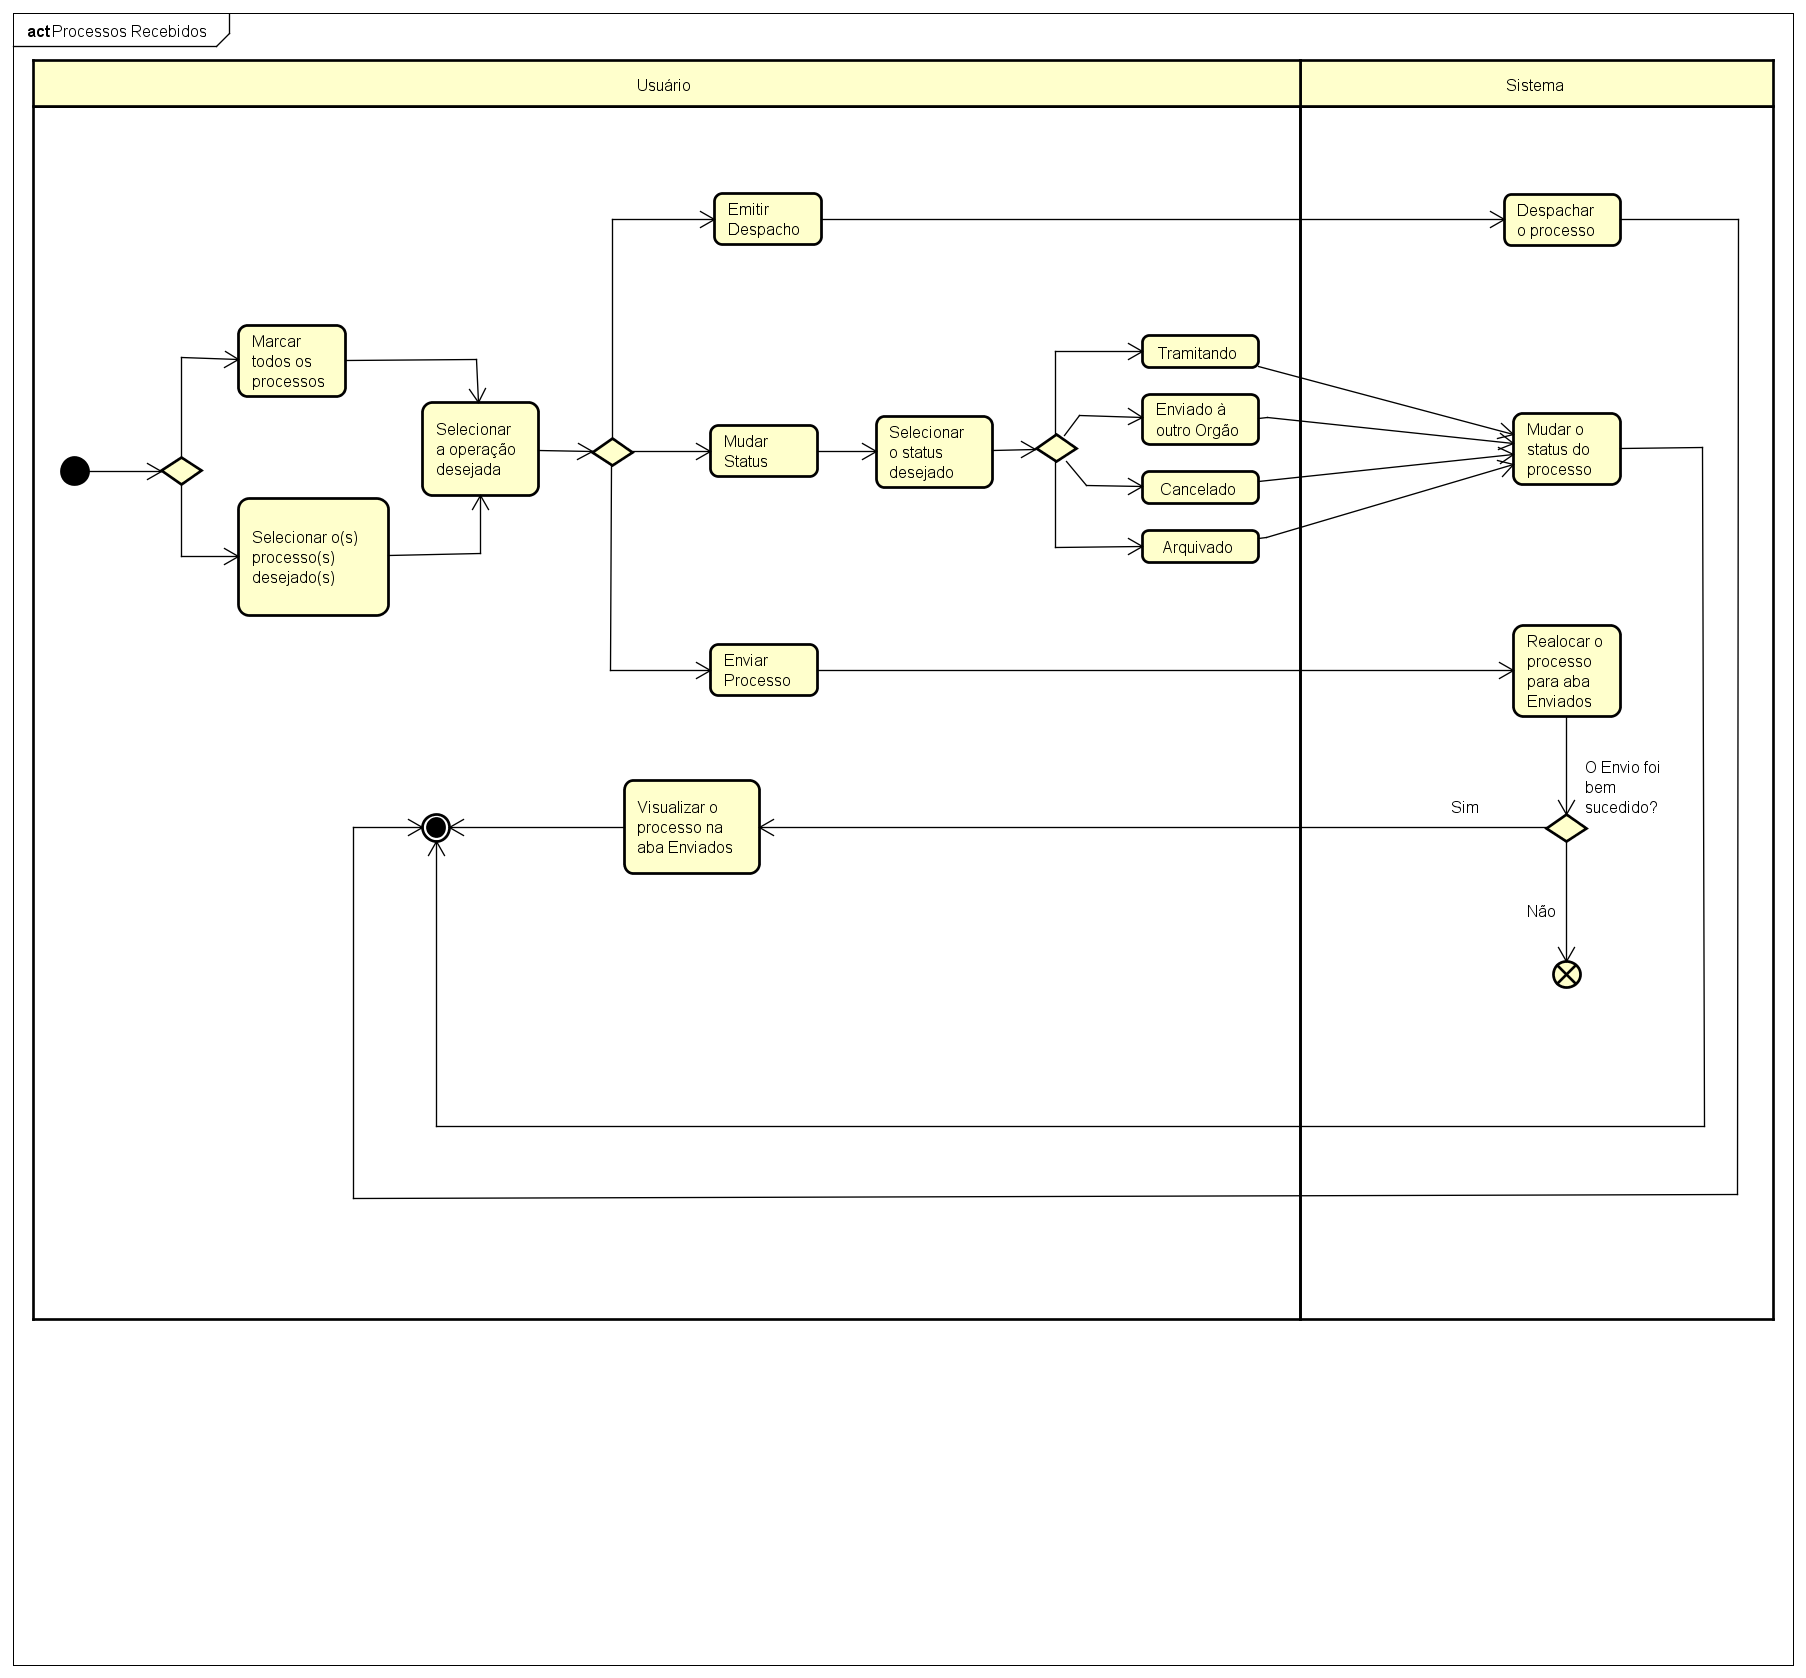 act Processos Recebidos
Usuário
Sistema
Emitir
Despacho
Despachar
o processo
Marcar
todos os
processos
Selecionar
a operação
desejada
Selecionar o(s)
processo(s)
desejado(s)
Mudar
Status
Selecionar
o status
desejado
Tramitando
Enviado à
outro Orgão
Cancelado
Arquivado
Mudar o
status do
processo
Enviar
Processo
Realocar o
processo
para aba
Enviados
O Envio foi
bem
sucedido?
Sim
Visualizar o
processo na
aba Enviados
Não